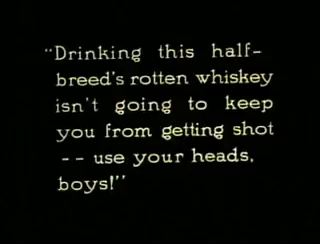 "Drinking this half-
breed's rotten whiskey
isn't going to keep
you from getting shot
-- use your heads,
boys!"